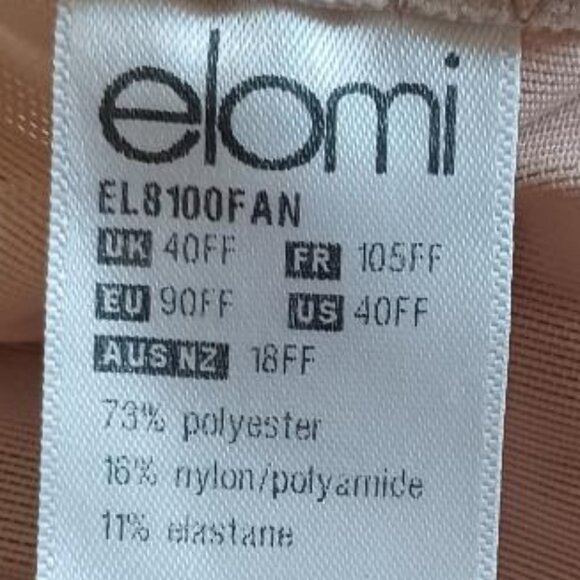 elomi
EL8100FAN
UK 40FF FR 105FF
EU 90FF US 40FF
AUS NZ 18FF
73% polyester
16% nylon/polyamide
11% elastane